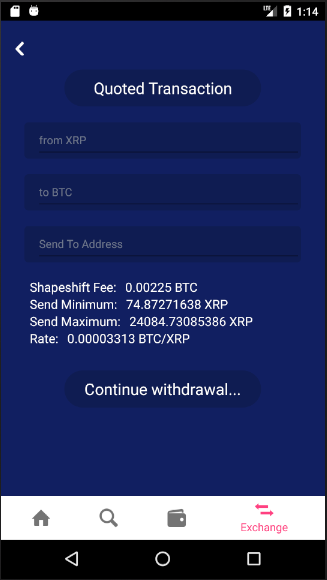 LTE 1:14
Quoted Transaction
from XRP
to BTC
Send To Address
Shapeshift Fee: 0.00225 BTC
Send Minimum: 74.87271638 XRP
Send Maximum: 24084.73085386 XRP
Rate: 0.00003313 BTC/XRP
Continue withdrawal...
Exchange